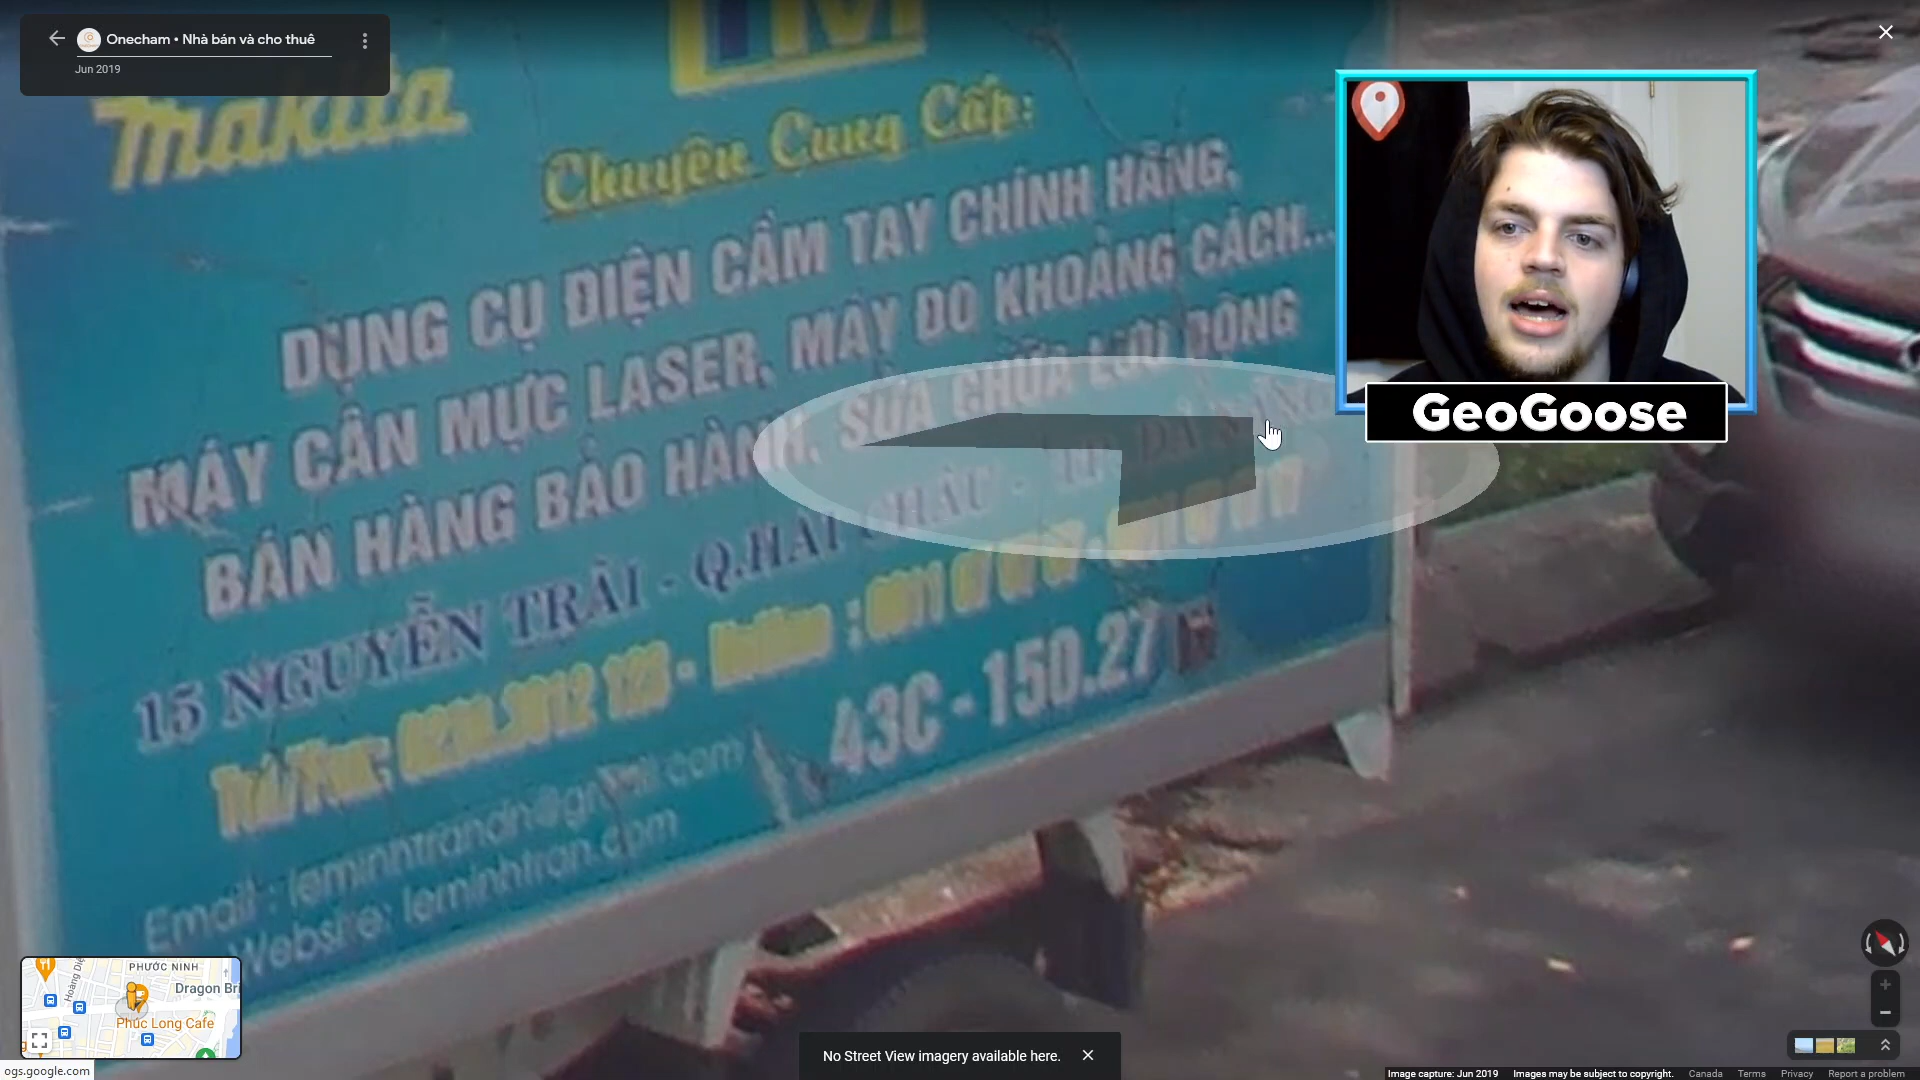 Onecham • Nhà bán và cho thuê
Jun 2019
makita
Chuyên Cung Cấp:
DỤNG CỤ ĐIỆN CẦM TAY CHÍNH HÃNG,
MÁY CÂN MỰC LASER, MÁY ĐO KHOẢNG CÁCH...
BÁN HÀNG BẢO HÀNH, SỬA CHỮA LƯU ĐỘNG
15 NGUYỄN TRÃI - Q.HẢI CHÂU - TP.
Hotline :
43C - 150.27
Email : leminhtrandn@gmail.com
Website: leminhtran.com
GeoGoose
PHƯỚC NINH
Hoàng Diệ
Dragon Bri
Phúc Long Cafe
No Street View imagery available here.
ogs.google.com
Image capture: Jun 2019 Images may be subject to copyright. Canada Terms Privacy Report a problem